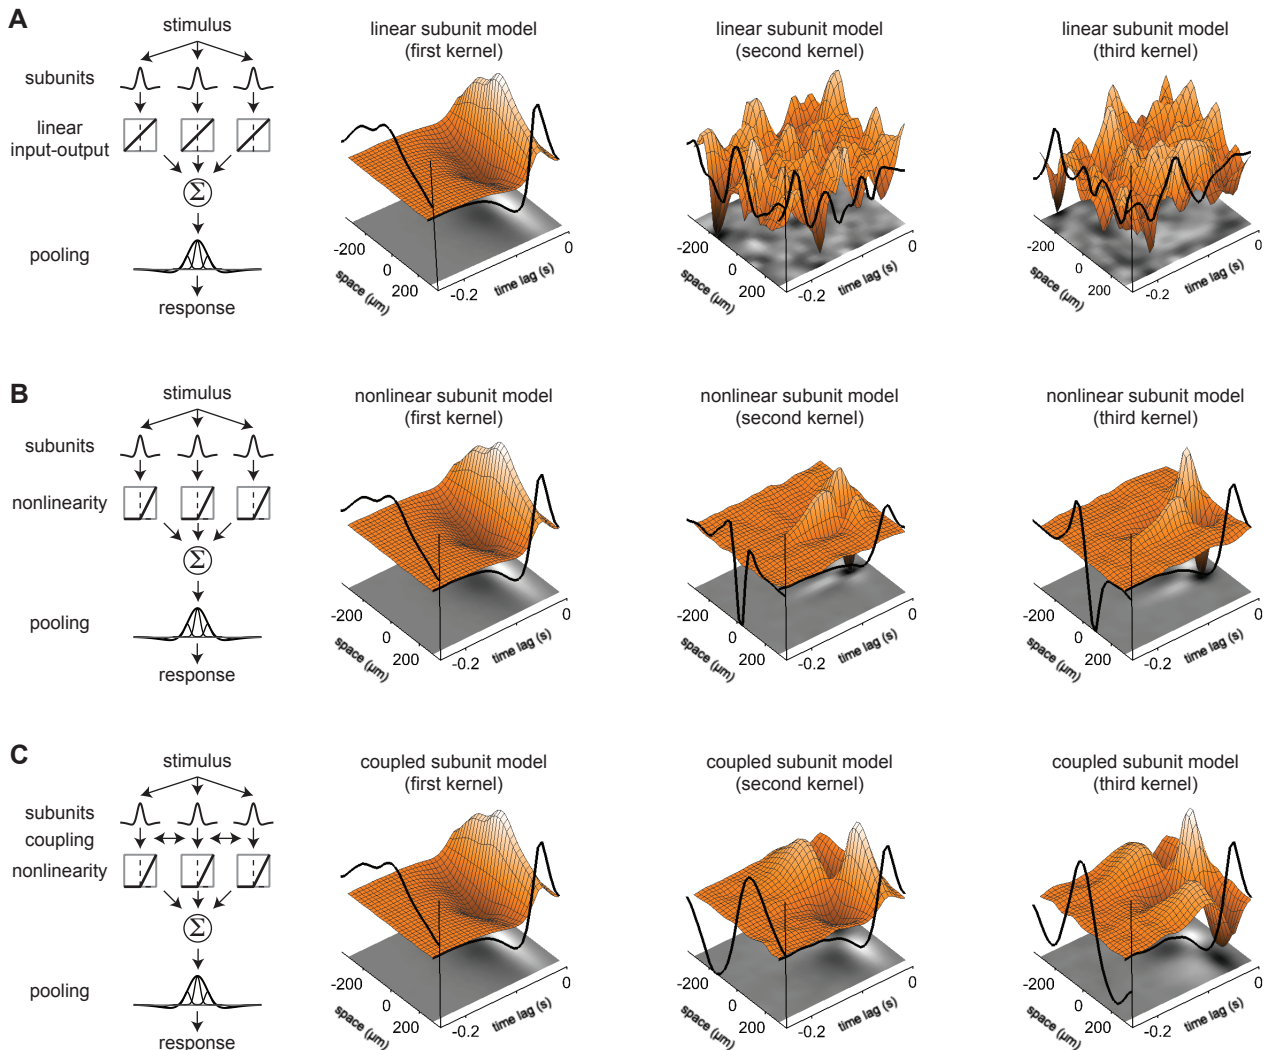 A
stimulus
subunits
linear
input-output
Σ
pooling
response
linear subunit model
(first kernel)
-200
0
200
space (µm)
-0.2
0
time lag (s)
linear subunit model
(second kernel)
-200
0
200
space (µm)
-0.2
0
time lag (s)
linear subunit model
(third kernel)
-200
0
200
space (µm)
-0.2
0
time lag (s)
B
stimulus
subunits
nonlinearity
Σ
pooling
response
nonlinear subunit model
(first kernel)
-200
0
200
space (µm)
-0.2
0
time lag (s)
nonlinear subunit model
(second kernel)
-200
0
200
space (µm)
-0.2
0
time lag (s)
nonlinear subunit model
(third kernel)
-200
0
200
space (µm)
-0.2
0
time lag (s)
C
stimulus
subunits
coupling
nonlinearity
Σ
pooling
response
coupled subunit model
(first kernel)
-200
0
200
space (µm)
-0.2
0
time lag (s)
coupled subunit model
(second kernel)
-200
0
200
space (µm)
-0.2
0
time lag (s)
coupled subunit model
(third kernel)
-200
0
200
space (µm)
-0.2
0
time lag (s)